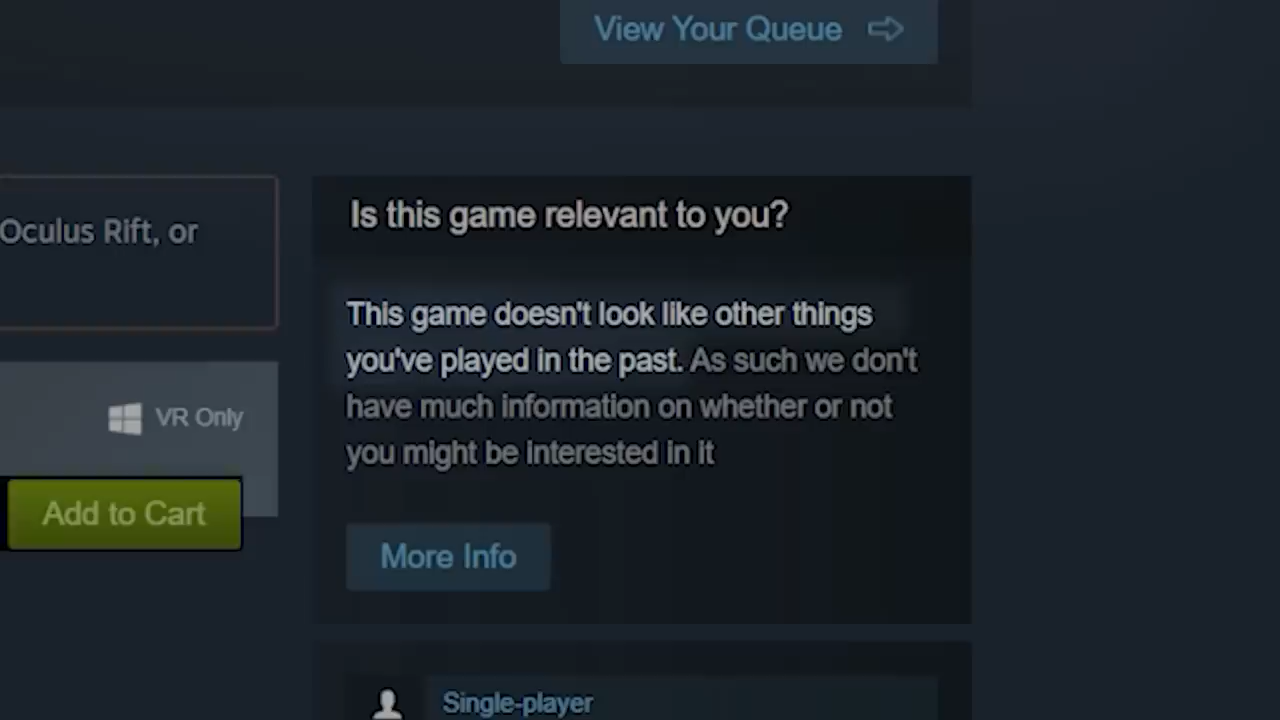 View Your Queue
Oculus Rift, or
Is this game relevant to you?
This game doesn't look like other things
you've played in the past. As such we don't
have much information on whether or not
you might be interested in it
VR Only
Add to Cart
More Info
Single-player